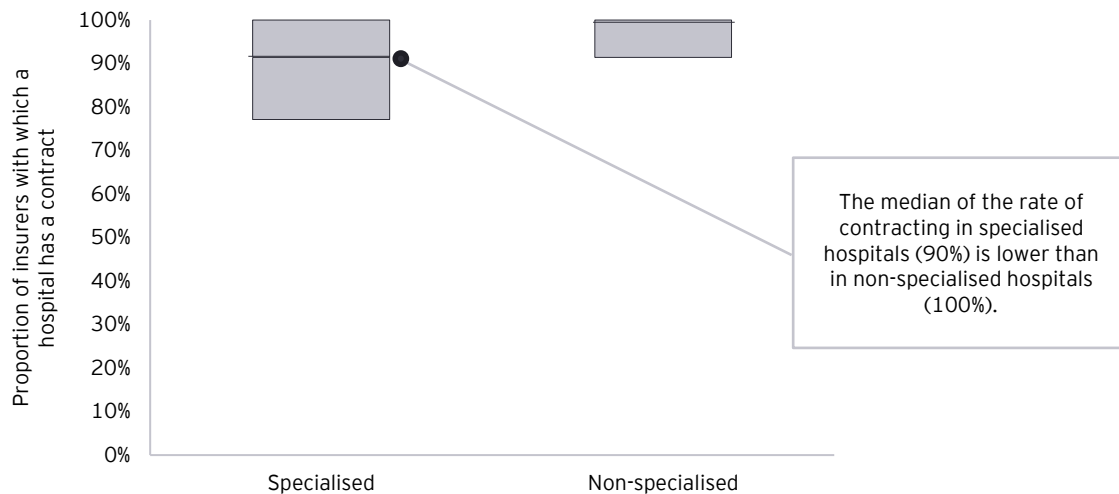 Proportion of insurers with which a
hospital has a contract
100%
90%
80%
70%
60%
50%
40%
30%
20%
10%
0%
Specialised
Non-specialised
The median of the rate of
contracting in specialised
hospitals (90%) is lower than
in non-specialised hospitals
(100%).